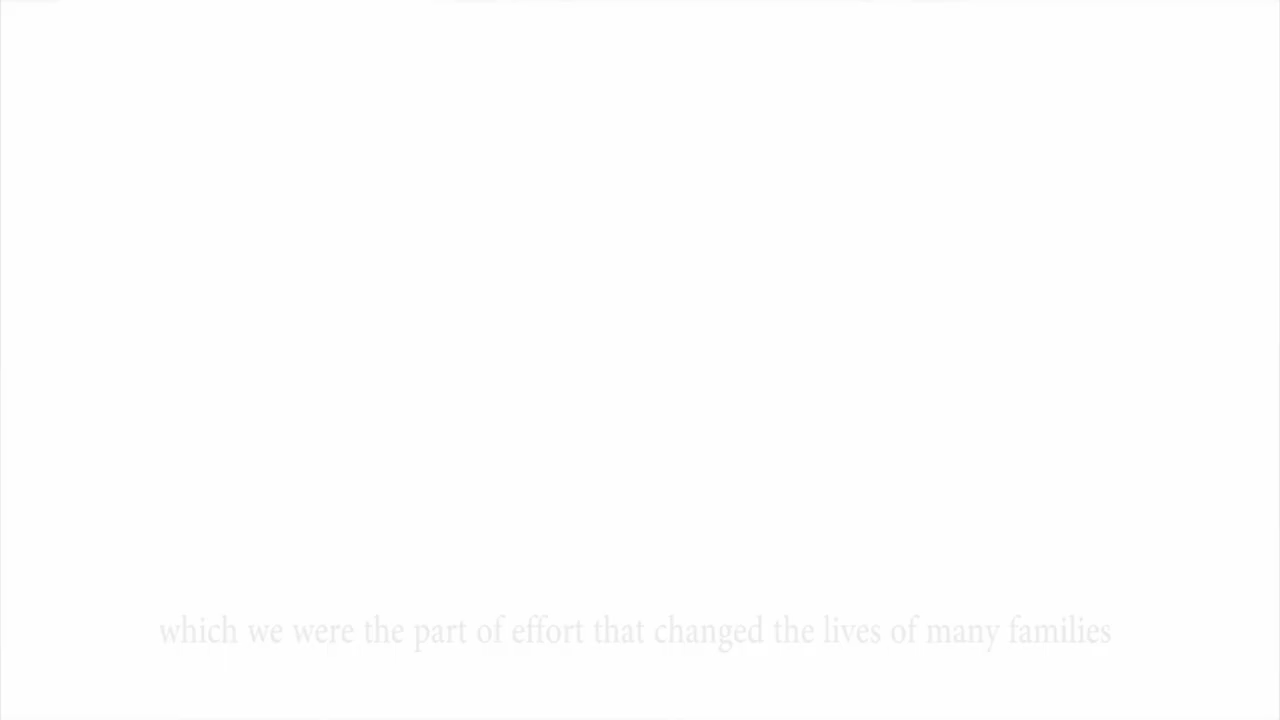 which we were the part of effort that changed the lives of many families